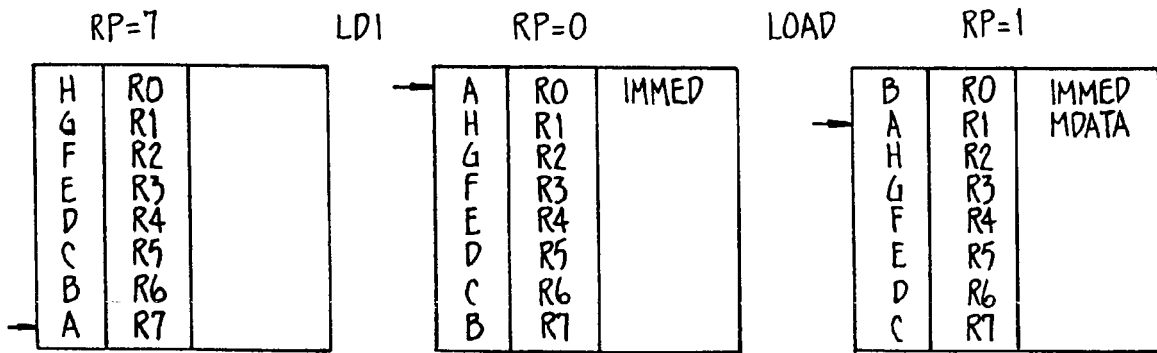 RP=7 LDI RP=0 LOAD RP=1
H R0 A R0 IMMED B R0 IMMED
G R1 H R1 A R1 MDATA
F R2 G R2 H R2
E R3 F R3 G R3
D R4 E R4 F R4
C R5 D R5 E R5
B R6 C R6 D R6
A R7 B R7 C R7